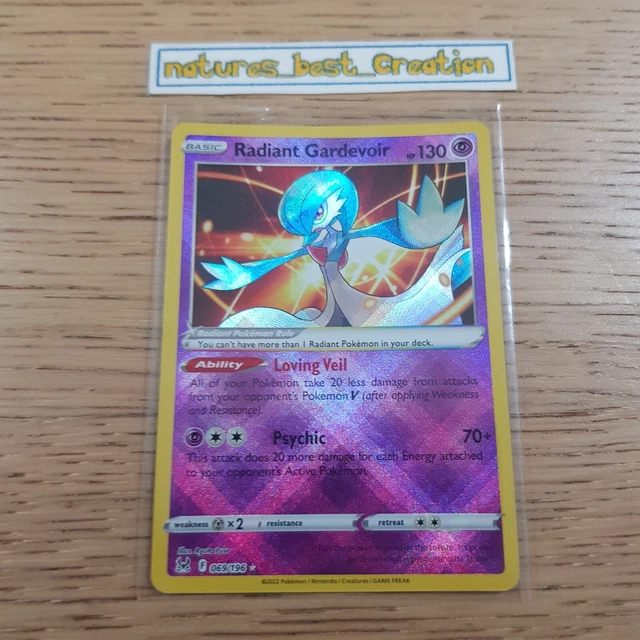 natures_best_Creation
BASIC Radiant Gardevoir HP 130
Radiant Pokémon Rule
You can't have more than 1 Radiant Pokémon in your deck.
Ability Loving Veil
All of your Pokémon take 20 less damage from attacks
from your opponent's Pokémon V (after applying Weakness
and Resistance).
Psychic 70+
This attack does 20 more damage for each Energy attached
to your opponent's Active Pokémon.
weakness ×2 resistance retreat
Illus.
F 069/196
©2022 Pokémon / Nintendo / Creatures / GAME FREAK